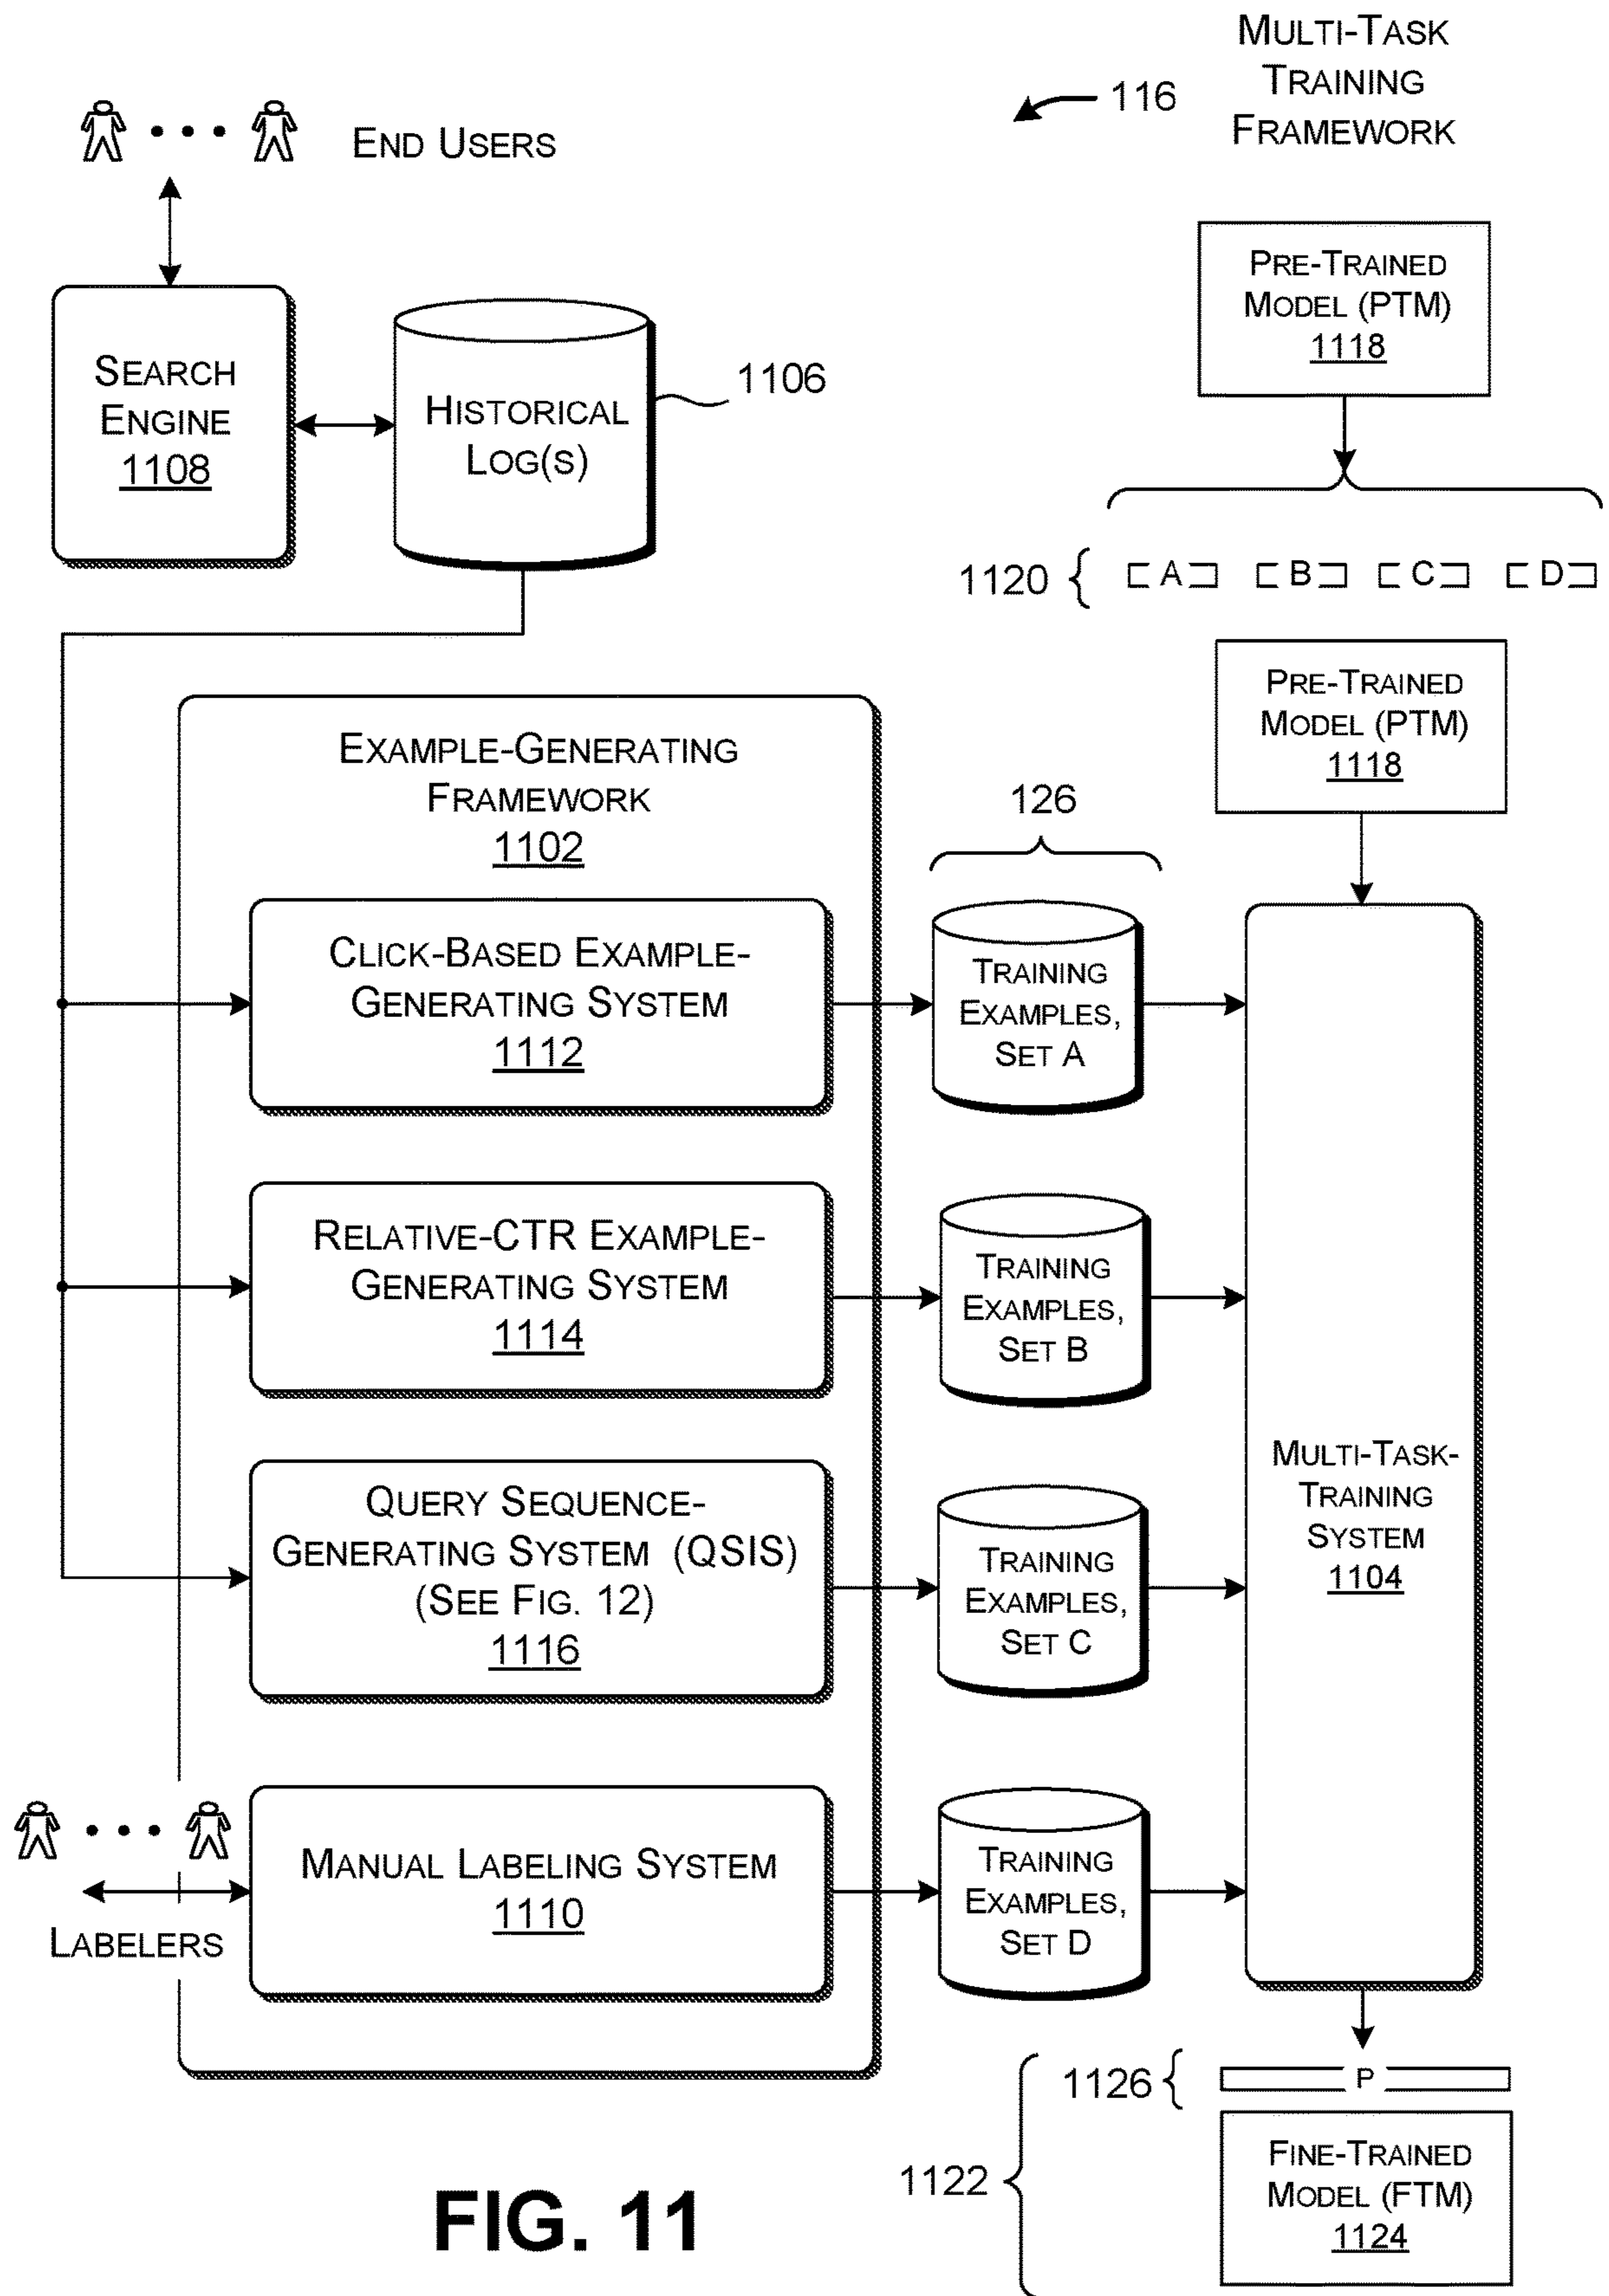 MULTI-TASK
TRAINING
FRAMEWORK
116
END USERS
PRE-TRAINED
MODEL (PTM)
1118
SEARCH
ENGINE
1108
HISTORICAL
LOG(S)
1106
1120
A
B
C
D
PRE-TRAINED
MODEL (PTM)
1118
EXAMPLE-GENERATING
FRAMEWORK
1102
126
CLICK-BASED EXAMPLE-
GENERATING SYSTEM
1112
TRAINING
EXAMPLES,
SET A
RELATIVE-CTR EXAMPLE-
GENERATING SYSTEM
1114
TRAINING
EXAMPLES,
SET B
QUERY SEQUENCE-
GENERATING SYSTEM (QSIS)
(SEE FIG. 12)
1116
TRAINING
EXAMPLES,
SET C
MULTI-TASK-
TRAINING
SYSTEM
1104
LABELERS
MANUAL LABELING SYSTEM
1110
TRAINING
EXAMPLES,
SET D
1126
P
1122
FINE-TRAINED
MODEL (FTM)
1124
FIG. 11